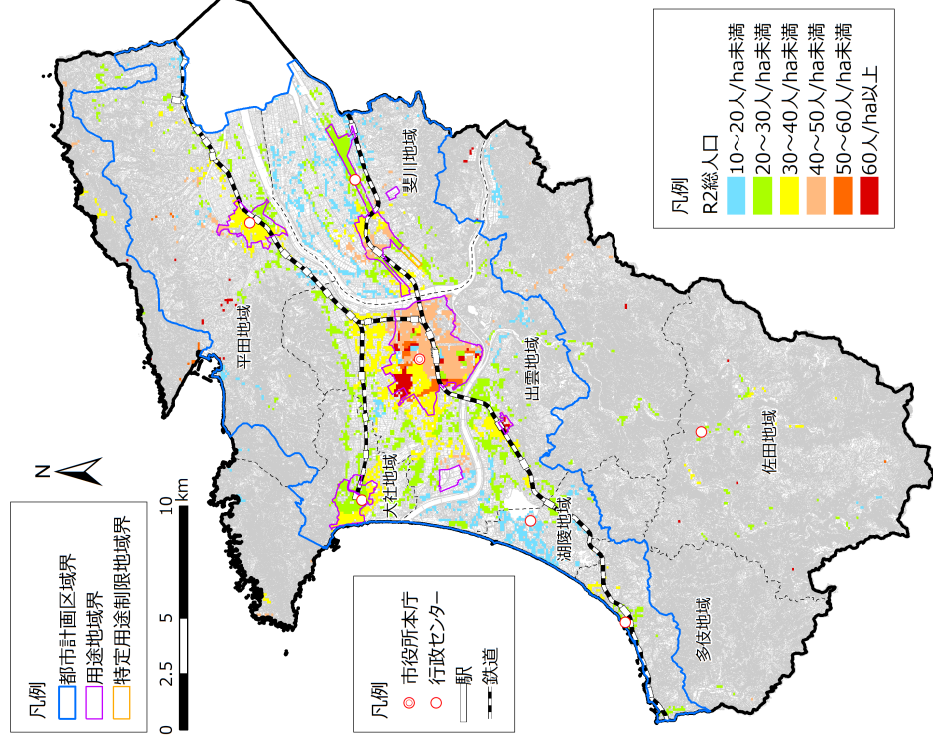 凡例
都市計画区域界
用途地域界
特定用途制限地域界
N
0 2.5 5 10
km
凡例
市役所本庁
行政センター
駅
鉄道
平田地域
斐川地域
大社地域
出雲地域
湖陵地域
佐田地域
多伎地域
凡例
R2総人口
10~20人/ha未満
20~30人/ha未満
30~40人/ha未満
40~50人/ha未満
50~60人/ha未満
60人/ha以上